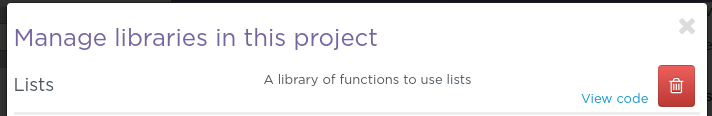 Manage libraries in this project
Lists
A library of functions to use lists
View code